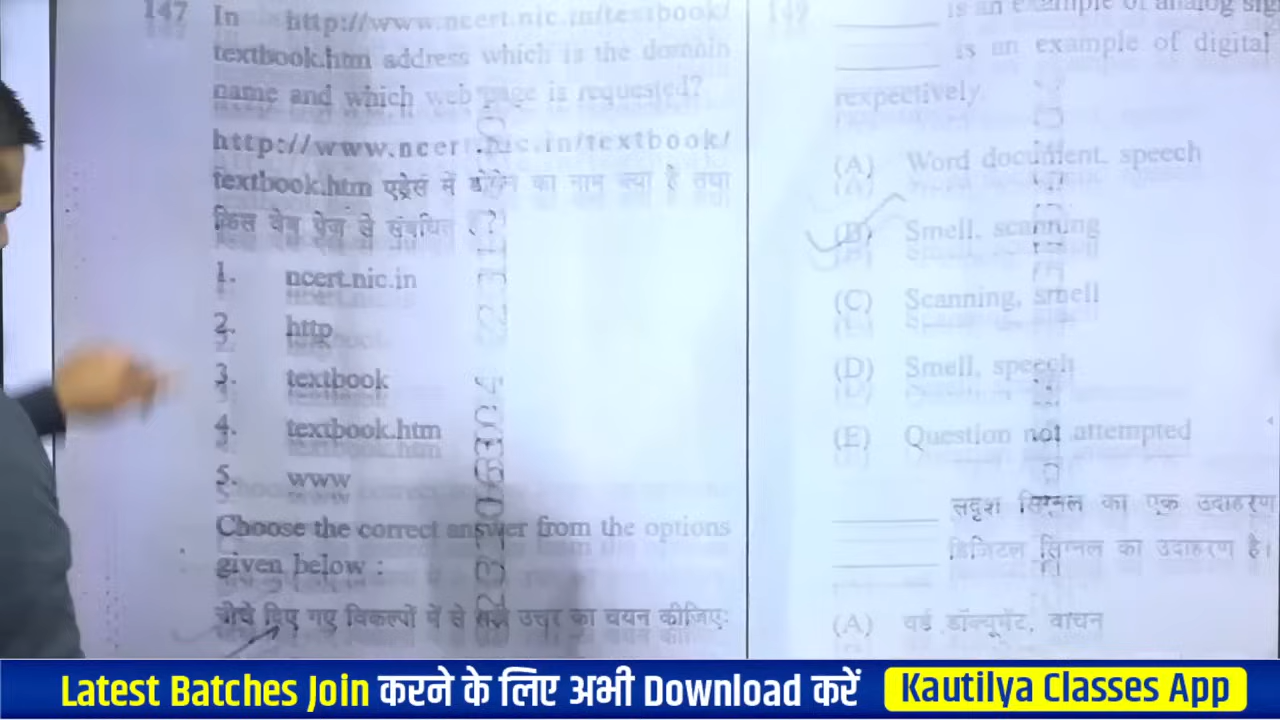 147 In http://www.ncert.nic.in/textbook/
textbook.htm address which is the domain
name and which web page is requested?
http://www.ncert.nic.in/textbook/
textbook.htm एड्रेस में डोमेन का नाम क्या है तथा
किस वेब पेज से संबंधित है?
1. ncert.nic.in
2. http
3. textbook
4. textbook.htm
5. www
Choose the correct answer from the options
given below :
नीचे दिए गए विकल्पों में से सही उत्तर का चयन कीजिए:
149 is an example of analog sig
is an example of digital
respectively.
(A) Word document, speech
(B) Smell, scanning
(C) Scanning, smell
(D) Smell, speech
(E) Question not attempted
सिग्नल का एक उदाहरण
डिजिटल सिग्नल का उदाहरण है।
(A) वर्ड डॉक्यूमेंट, वाचन
Latest Batches Join करने के लिए अभी Download करें Kautilya Classes App